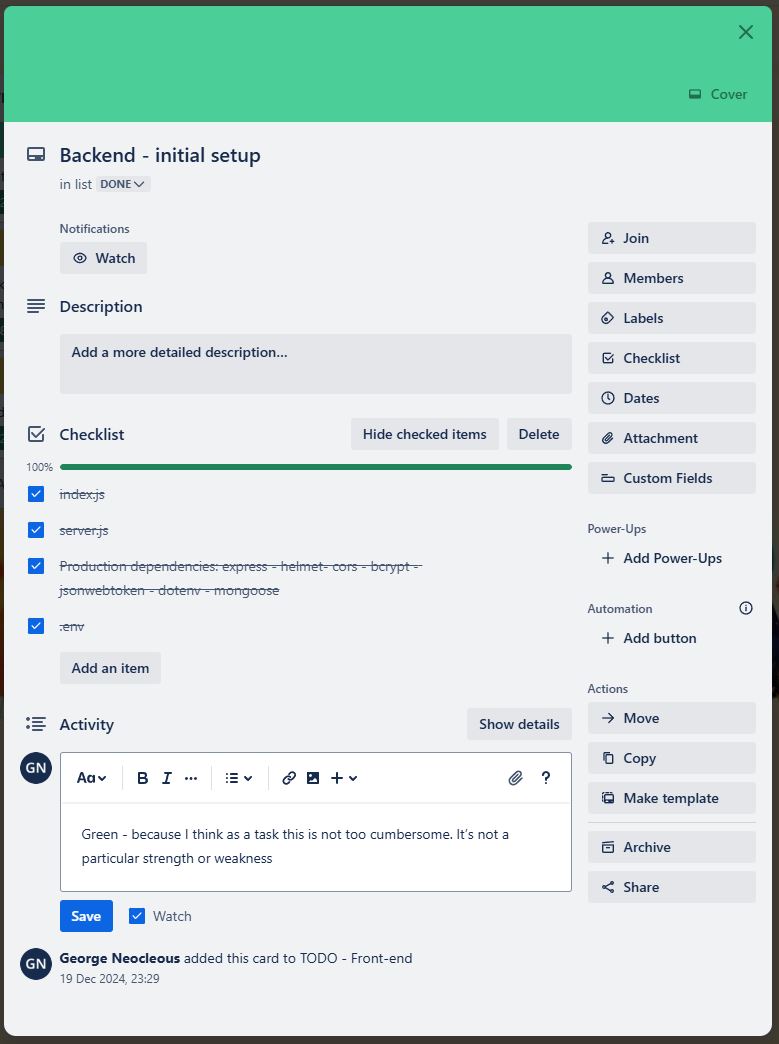 Cover
Backend - initial setup
in list DONE
Notifications
Watch
Description
Add a more detailed description...
Checklist
Hide checked items
Delete
100%
index.js
server.js
Production dependencies: express - helmet- cors - bcrypt -
jsonwebtoken - dotenv - mongoose
.env
Add an item
Activity
Show details
GN
Aa
B
I
?
Green - because I think as a task this is not too cumbersome. It's not a
particular strength or weakness
Save
Watch
GN
George Neocleous added this card to TODO - Front-end
19 Dec 2024, 23:29
Join
Members
Labels
Checklist
Dates
Attachment
Custom Fields
Power-Ups
Add Power-Ups
Automation
Add button
Actions
Move
Copy
Make template
Archive
Share